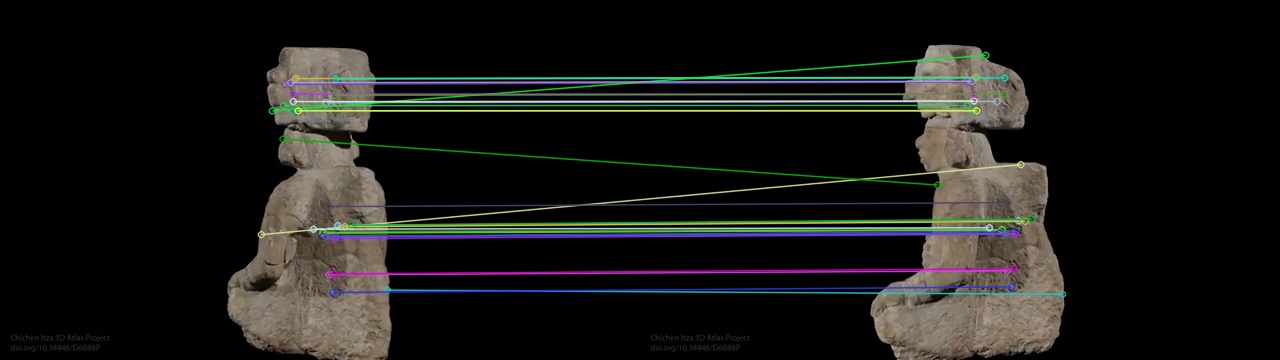 Chichen Itza 3D Atlas Project
doi.org/10.34946/D6B88P
Chichen Itza 3D Atlas Project
doi.org/10.34946/D6B88P